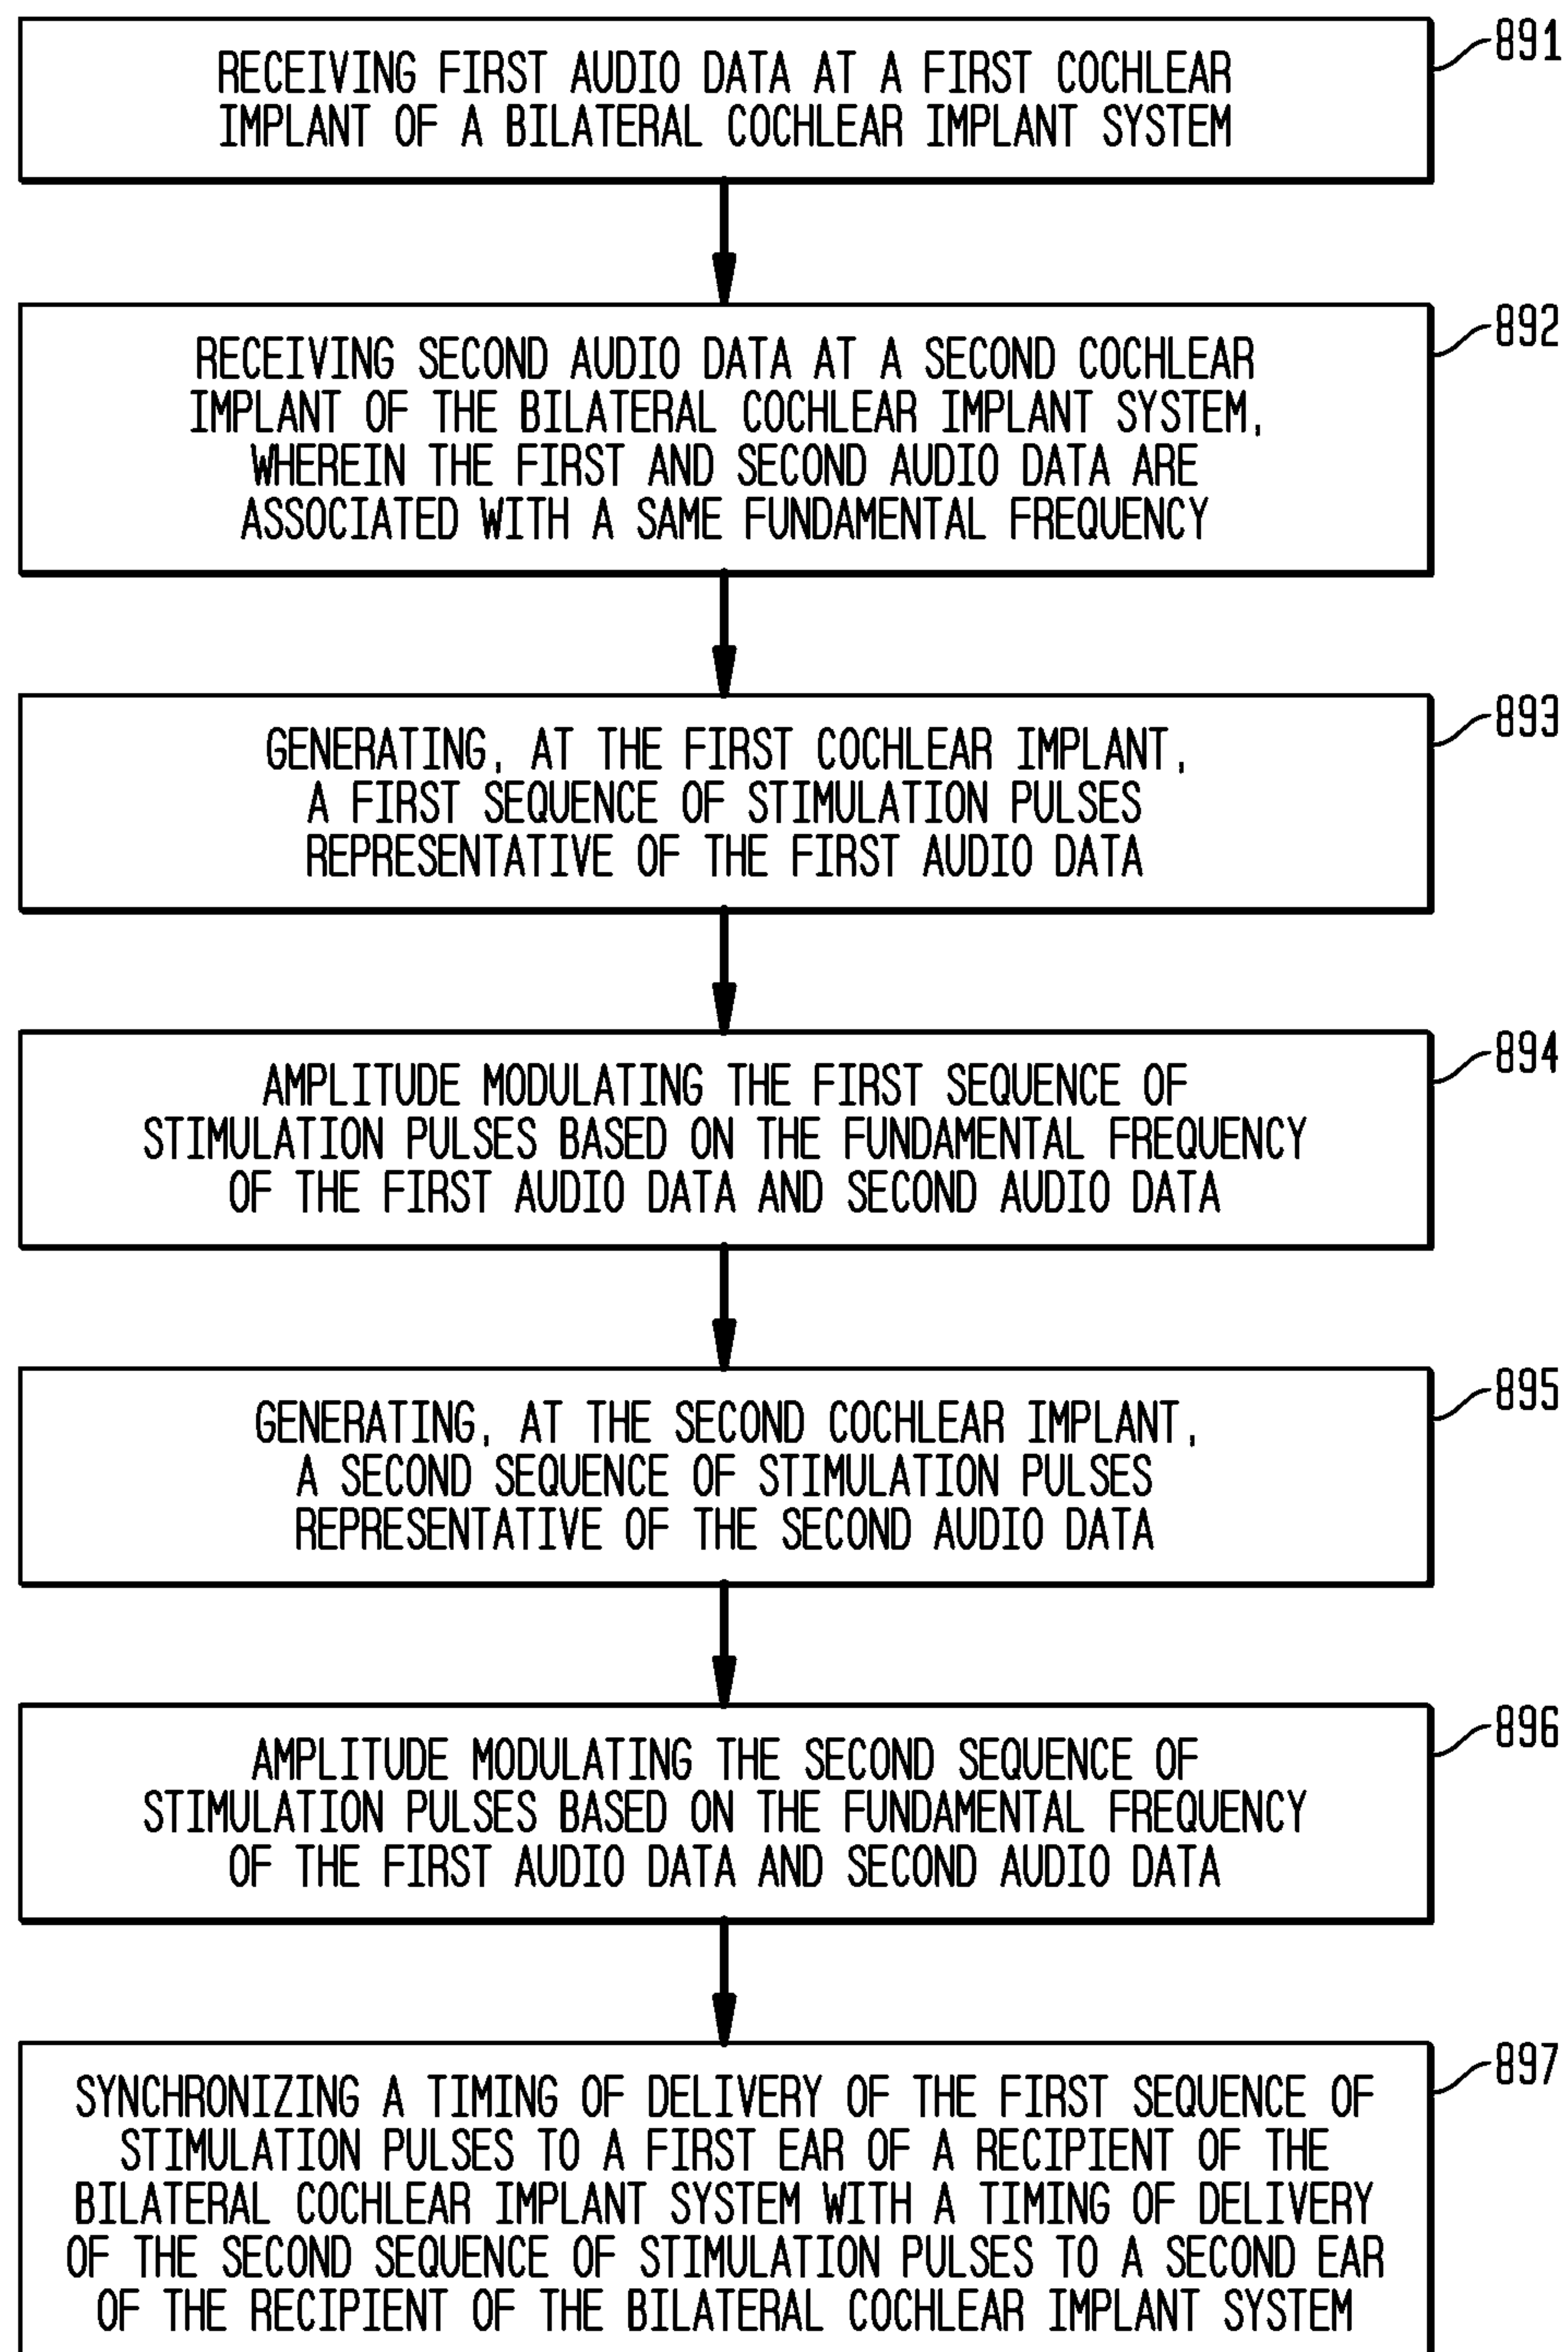 891
RECEIVING FIRST AUDIO DATA AT A FIRST COCHLEAR
IMPLANT OF A BILATERAL COCHLEAR IMPLANT SYSTEM
892
RECEIVING SECOND AUDIO DATA AT A SECOND COCHLEAR
IMPLANT OF THE BILATERAL COCHLEAR IMPLANT SYSTEM,
WHEREIN THE FIRST AND SECOND AUDIO DATA ARE
ASSOCIATED WITH A SAME FUNDAMENTAL FREQUENCY
893
GENERATING, AT THE FIRST COCHLEAR IMPLANT,
A FIRST SEQUENCE OF STIMULATION PULSES
REPRESENTATIVE OF THE FIRST AUDIO DATA
894
AMPLITUDE MODULATING THE FIRST SEQUENCE OF
STIMULATION PULSES BASED ON THE FUNDAMENTAL FREQUENCY
OF THE FIRST AUDIO DATA AND SECOND AUDIO DATA
895
GENERATING, AT THE SECOND COCHLEAR IMPLANT,
A SECOND SEQUENCE OF STIMULATION PULSES
REPRESENTATIVE OF THE SECOND AUDIO DATA
896
AMPLITUDE MODULATING THE SECOND SEQUENCE OF
STIMULATION PULSES BASED ON THE FUNDAMENTAL FREQUENCY
OF THE FIRST AUDIO DATA AND SECOND AUDIO DATA
897
SYNCHRONIZING A TIMING OF DELIVERY OF THE FIRST SEQUENCE OF
STIMULATION PULSES TO A FIRST EAR OF A RECIPIENT OF THE
BILATERAL COCHLEAR IMPLANT SYSTEM WITH A TIMING OF DELIVERY
OF THE SECOND SEQUENCE OF STIMULATION PULSES TO A SECOND EAR
OF THE RECIPIENT OF THE BILATERAL COCHLEAR IMPLANT SYSTEM